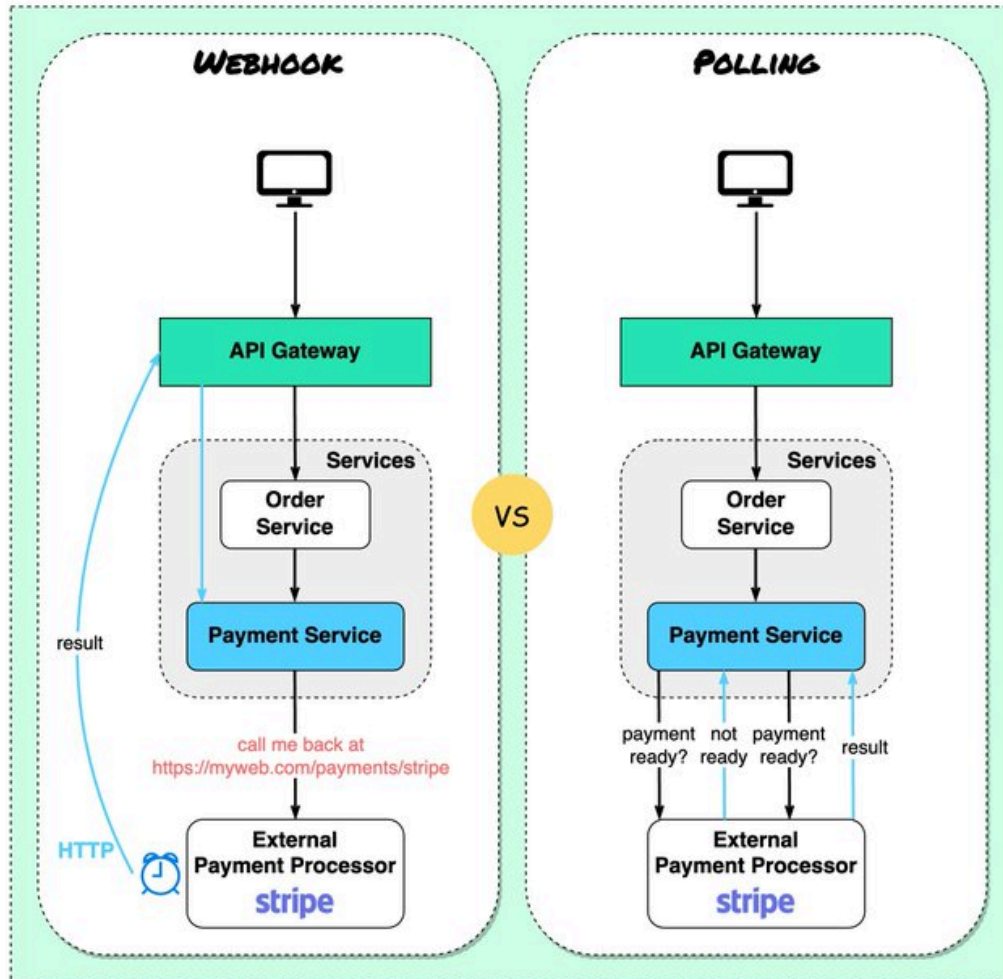 WEBHOOK
API Gateway
Services
Order
Service
Payment Service
result
call me back at
https://myweb.com/payments/stripe
HTTP
External
Payment Processor
stripe
VS
POLLING
API Gateway
Services
Order
Service
Payment Service
payment
ready?
not
ready
payment
ready?
result
External
Payment Processor
stripe